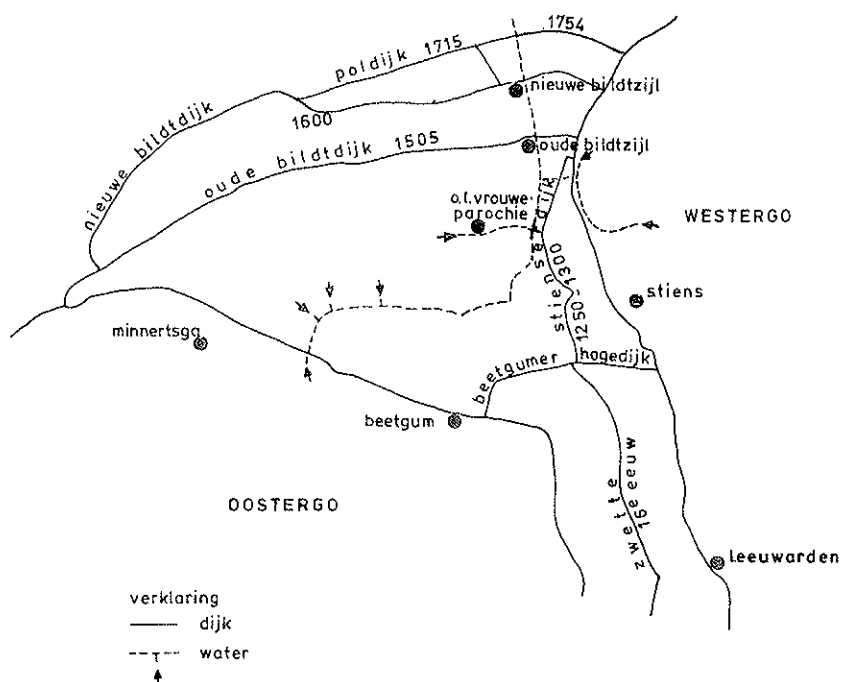 1754
poldijk 1715
nieuwe bildtzijl
nieuwe bildtdijk
1600
oude bildtdijk 1505
oude bildtzijl
o.l.vrouwe
parochie
WESTERGO
stiensedijk
1250-1300
stiens
minnertsga
beetgumer hogedijk
beetgum
OOSTERGO
zwette
16e eeuw
Leeuwarden
verklaring
dijk
water